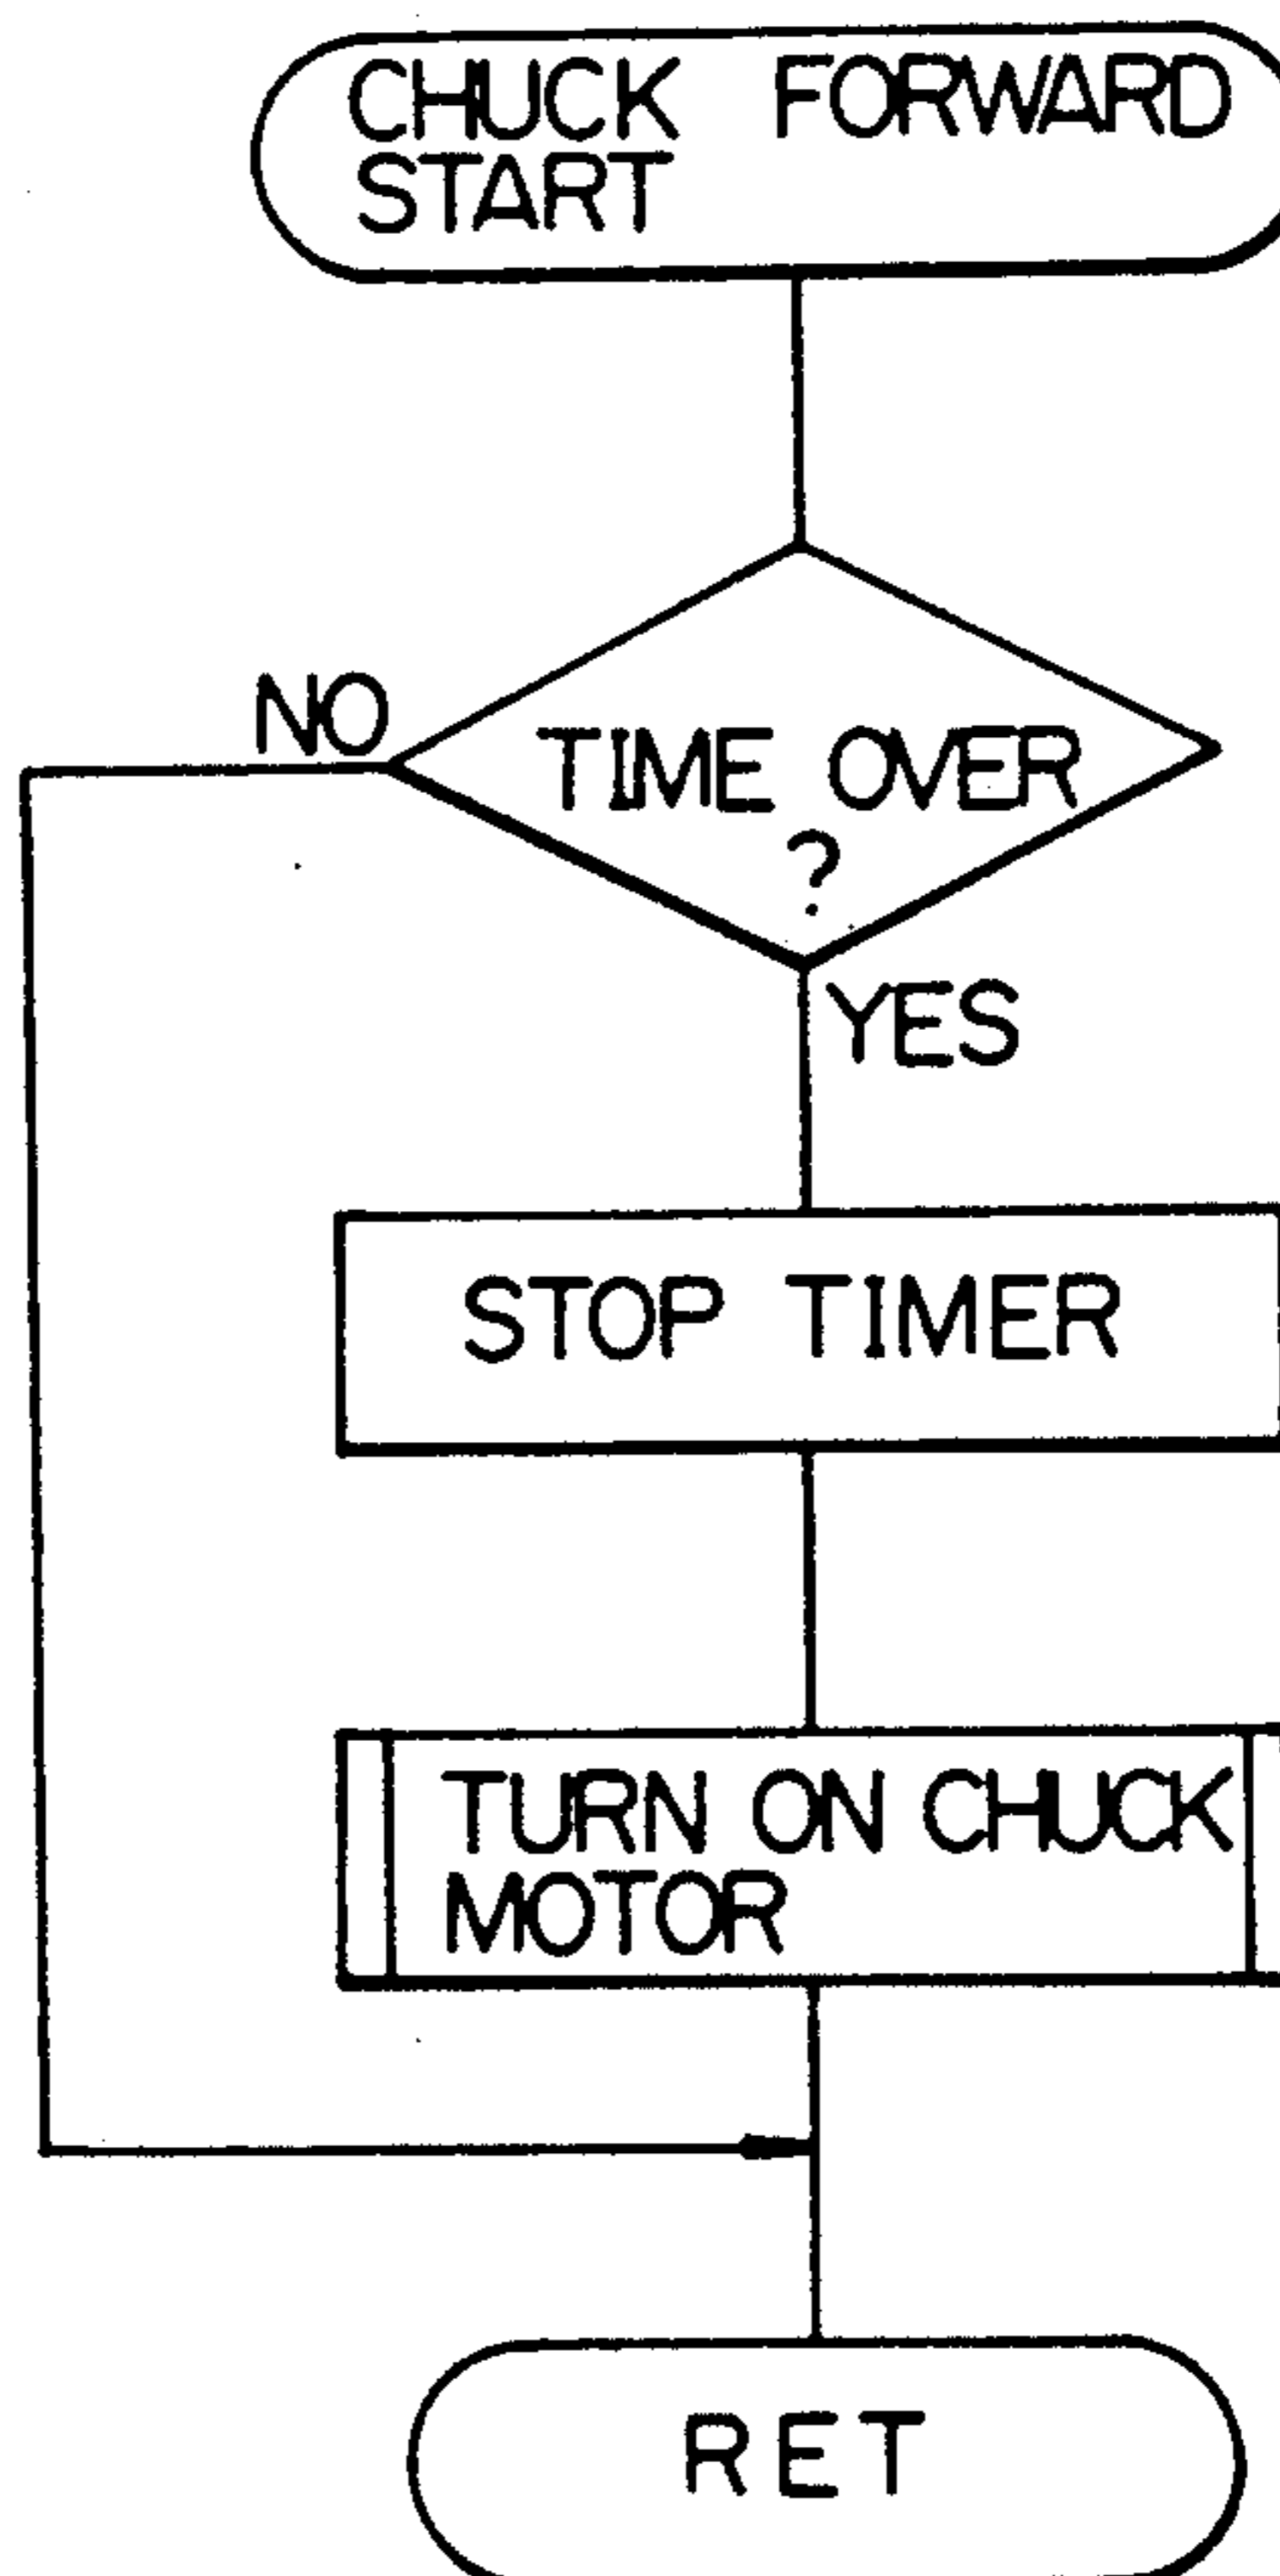 CHUCK FORWARD
START
NO
TIME OVER
?
YES
STOP TIMER
TURN ON CHUCK
MOTOR
RET